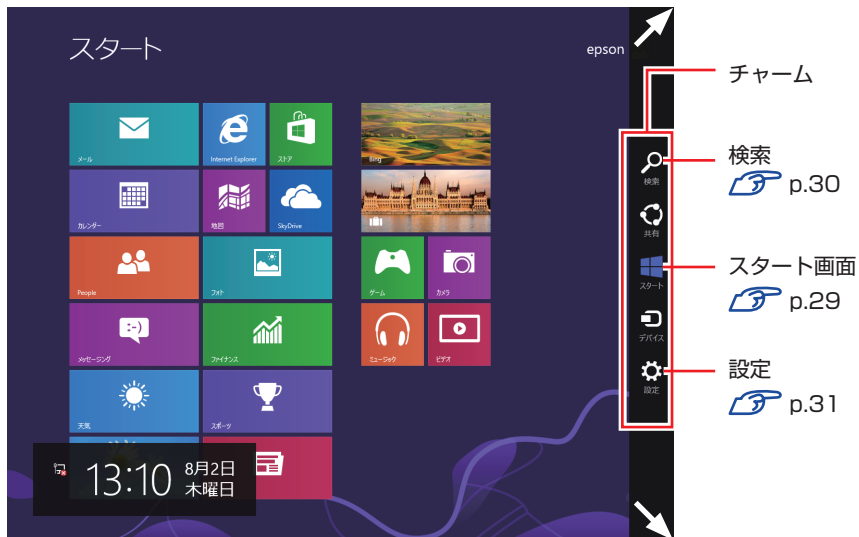 スタート
epson
メール
Internet Explorer
ストア
Bing
カレンダー
地図
SkyDrive
People
フォト
ゲーム
カメラ
メッセージング
ファイナンス
ミュージック
ビデオ
天気
スポーツ
13:10
8月2日
木曜日
検索
共有
スタート
デバイス
設定
チャーム
検索
p.30
スタート画面
p.29
設定
p.31